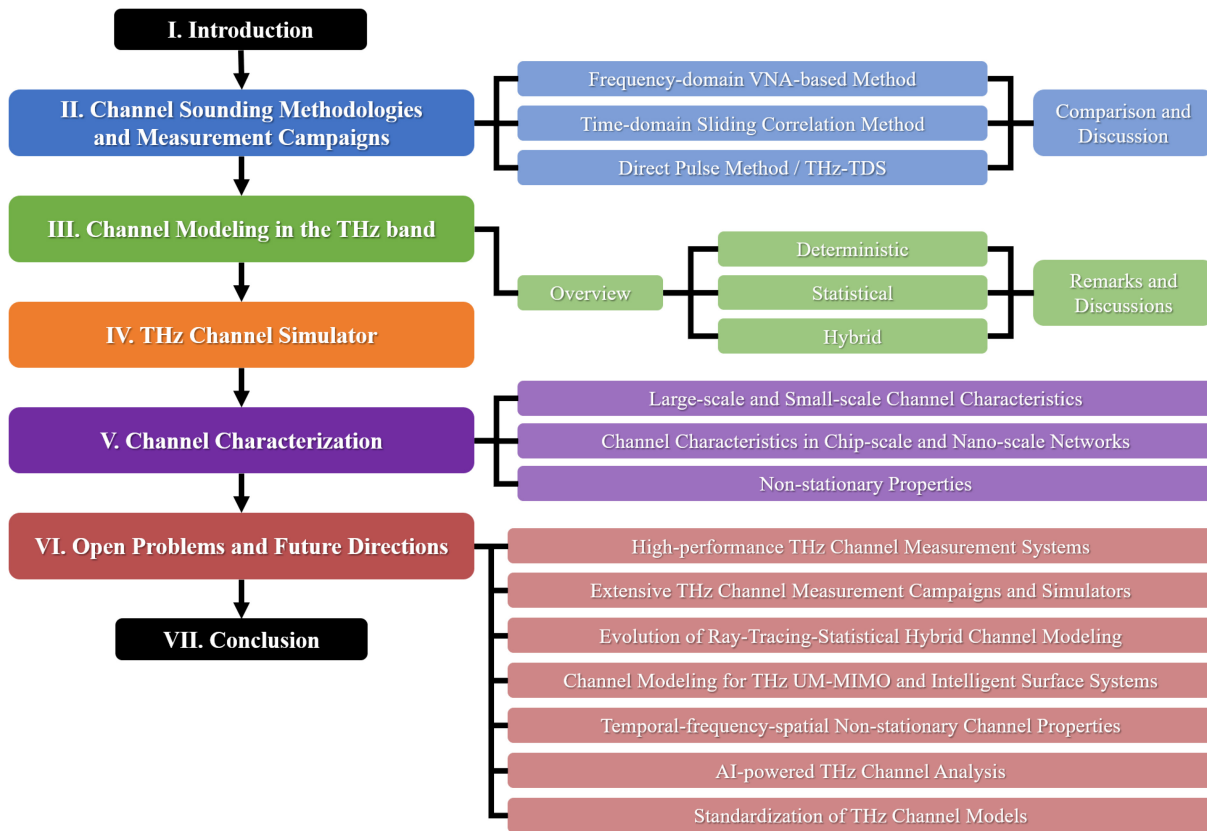 I. Introduction
II. Channel Sounding Methodologies
and Measurement Campaigns
Frequency-domain VNA-based Method
Time-domain Sliding Correlation Method
Direct Pulse Method / THz-TDS
Comparison and
Discussion
III. Channel Modeling in the THz band
Overview
Deterministic
Statistical
Hybrid
Remarks and
Discussions
IV. THz Channel Simulator
V. Channel Characterization
Large-scale and Small-scale Channel Characteristics
Channel Characteristics in Chip-scale and Nano-scale Networks
Non-stationary Properties
VI. Open Problems and Future Directions
High-performance THz Channel Measurement Systems
Extensive THz Channel Measurement Campaigns and Simulators
Evolution of Ray-Tracing-Statistical Hybrid Channel Modeling
Channel Modeling for THz UM-MIMO and Intelligent Surface Systems
Temporal-frequency-spatial Non-stationary Channel Properties
AI-powered THz Channel Analysis
Standardization of THz Channel Models
VII. Conclusion